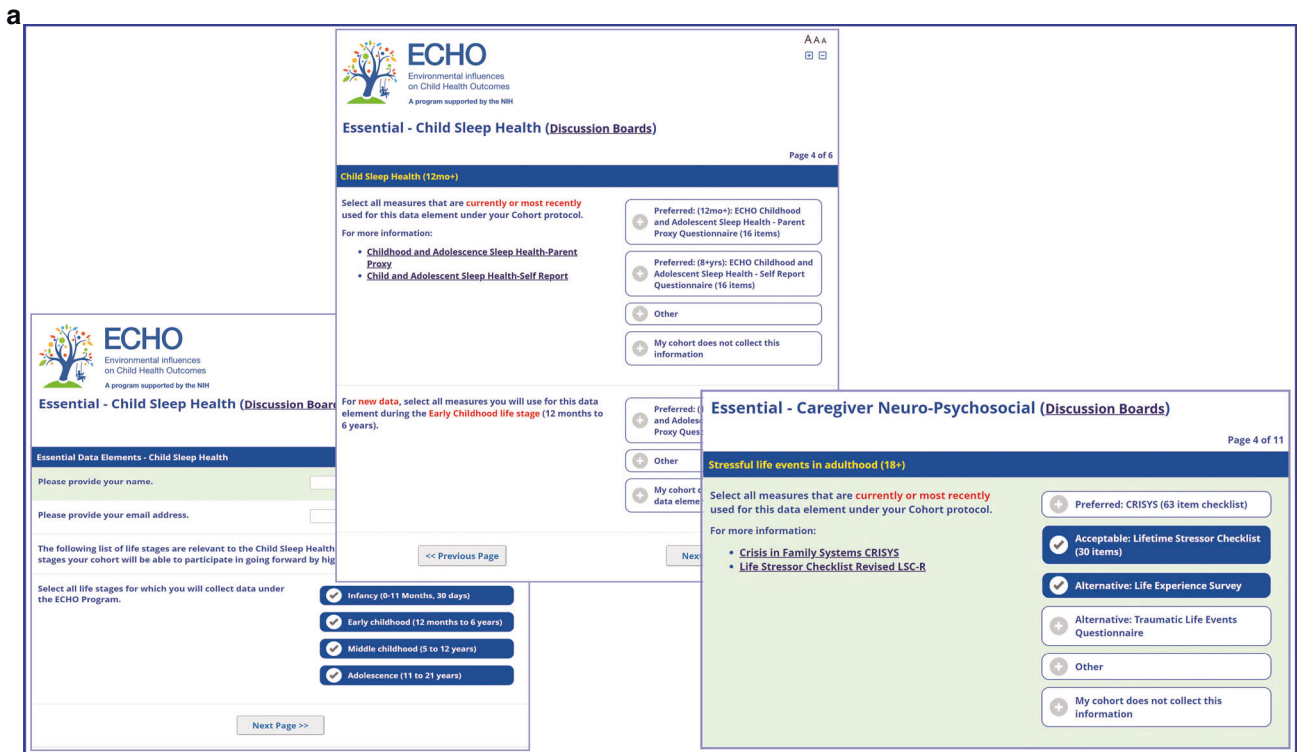 a
ECHO
Environmental influences
on Child Health Outcomes
A program supported by the NIH
A A A
Essential - Child Sleep Health (Discussion Boards)
Page 4 of 6
Child Sleep Health (12mo+)
Select all measures that are currently or most recently
used for this data element under your Cohort protocol.
For more information:
• Childhood and Adolescence Sleep Health-Parent
Proxy
• Child and Adolescent Sleep Health-Self Report
Preferred: (12mo+): ECHO Childhood
and Adolescent Sleep Health - Parent
Proxy Questionnaire (16 items)
Preferred: (8+yrs): ECHO Childhood and
Adolescent Sleep Health - Self Report
Questionnaire (16 items)
Other
My cohort does not collect this
information
For new data, select all measures you will use for this data
element during the Early Childhood life stage (12 months to
6 years).
Preferred: (
and Adoles
Proxy Ques
Other
My cohort
data eleme
<< Previous Page
Nex
ECHO
Environmental influences
on Child Health Outcomes
A program supported by the NIH
Essential - Child Sleep Health (Discussion Boar
Essential Data Elements - Child Sleep Health
Please provide your name.
Please provide your email address.
The following list of life stages are relevant to the Child Sleep Health
stages your cohort will be able to participate in going forward by hig
Select all life stages for which you will collect data under
the ECHO Program.
Infancy (0-11 Months, 30 days)
Early childhood (12 months to 6 years)
Middle childhood (5 to 12 years)
Adolescence (11 to 21 years)
Next Page >>
Essential - Caregiver Neuro-Psychosocial (Discussion Boards)
Page 4 of 11
Stressful life events in adulthood (18+)
Select all measures that are currently or most recently
used for this data element under your Cohort protocol.
For more information:
• Crisis in Family Systems CRISYS
• Life Stressor Checklist Revised LSC-R
Preferred: CRISYS (63 item checklist)
Acceptable: Lifetime Stressor Checklist
(30 items)
Alternative: Life Experience Survey
Alternative: Traumatic Life Events
Questionnaire
Other
My cohort does not collect this
information